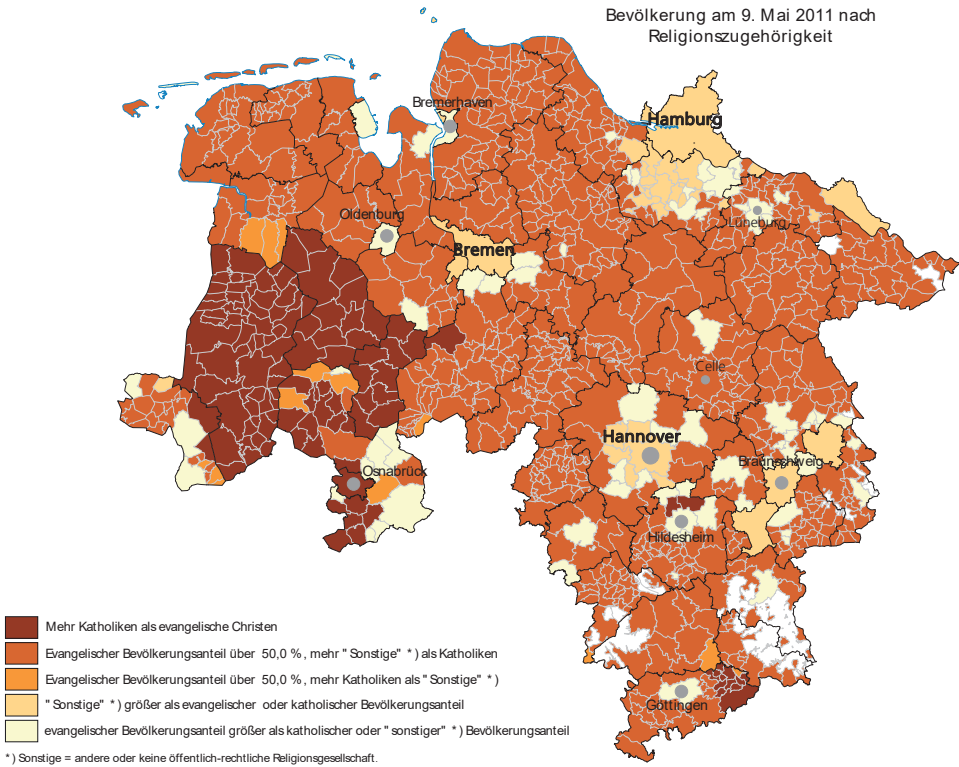 Bevölkerung am 9. Mai 2011 nach
Religionszugehörigkeit
Bremerhaven
Hamburg
Oldenburg
Lüneburg
Bremen
Celle
Hannover
Braunschweig
Osnabrück
Hildesheim
Göttingen
Mehr Katholiken als evangelische Christen
Evangelischer Bevölkerungsanteil über 50,0 %, mehr "Sonstige" *) als Katholiken
Evangelischer Bevölkerungsanteil über 50,0 %, mehr Katholiken als "Sonstige" *)
"Sonstige" *) größer als evangelischer oder katholischer Bevölkerungsanteil
evangelischer Bevölkerungsanteil größer als katholischer oder "sonstiger" *) Bevölkerungsanteil
*) Sonstige = andere oder keine öffentlich-rechtliche Religionsgesellschaft.